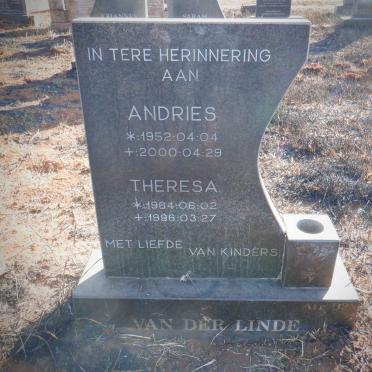 IN TERE HERINNERING
AAN
ANDRIES
*:1952:04:04
+:2000:04:29
THERESA
*:1964:06:02
+:1996:03:27
MET LIEFDE VAN KINDERS
VAN DER LINDE